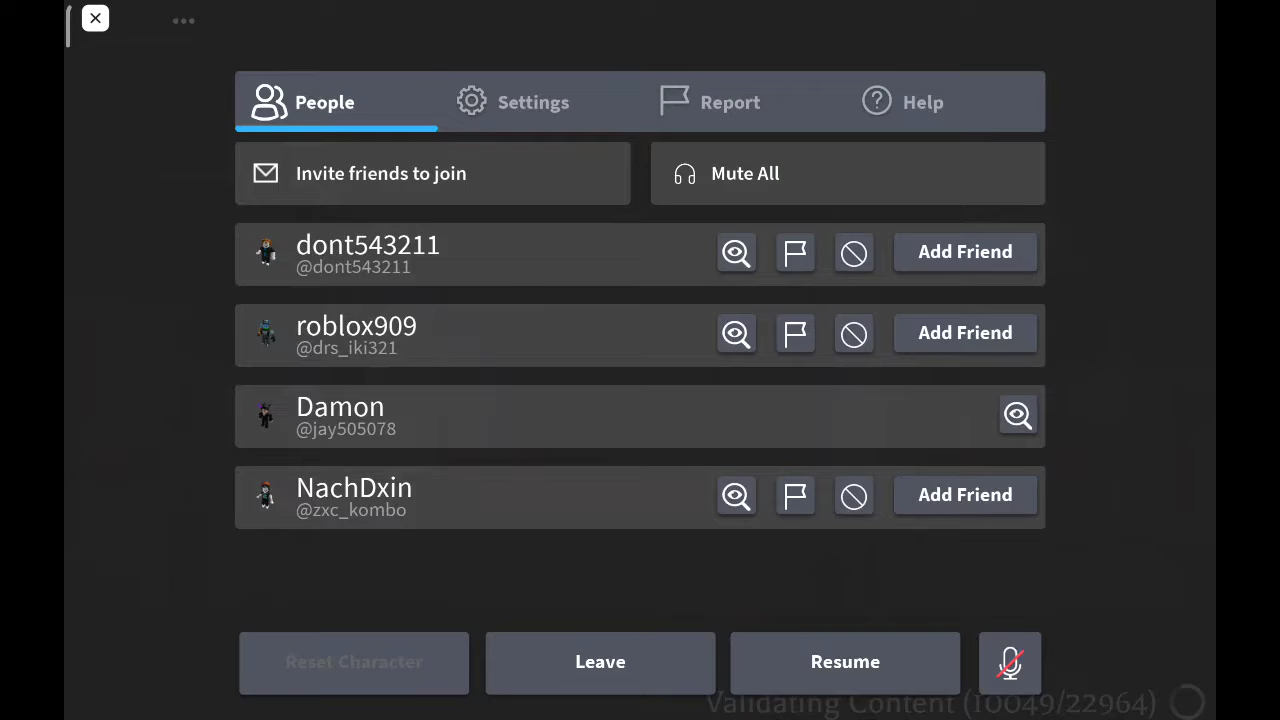 People
Settings
Report
Help
Invite friends to join
Mute All
dont543211
@dont543211
Add Friend
roblox909
@drs_iki321
Add Friend
Damon
@jay505078
NachDxin
@zxc_kombo
Add Friend
Reset Character
Leave
Resume
Validating Content (10049/22964)